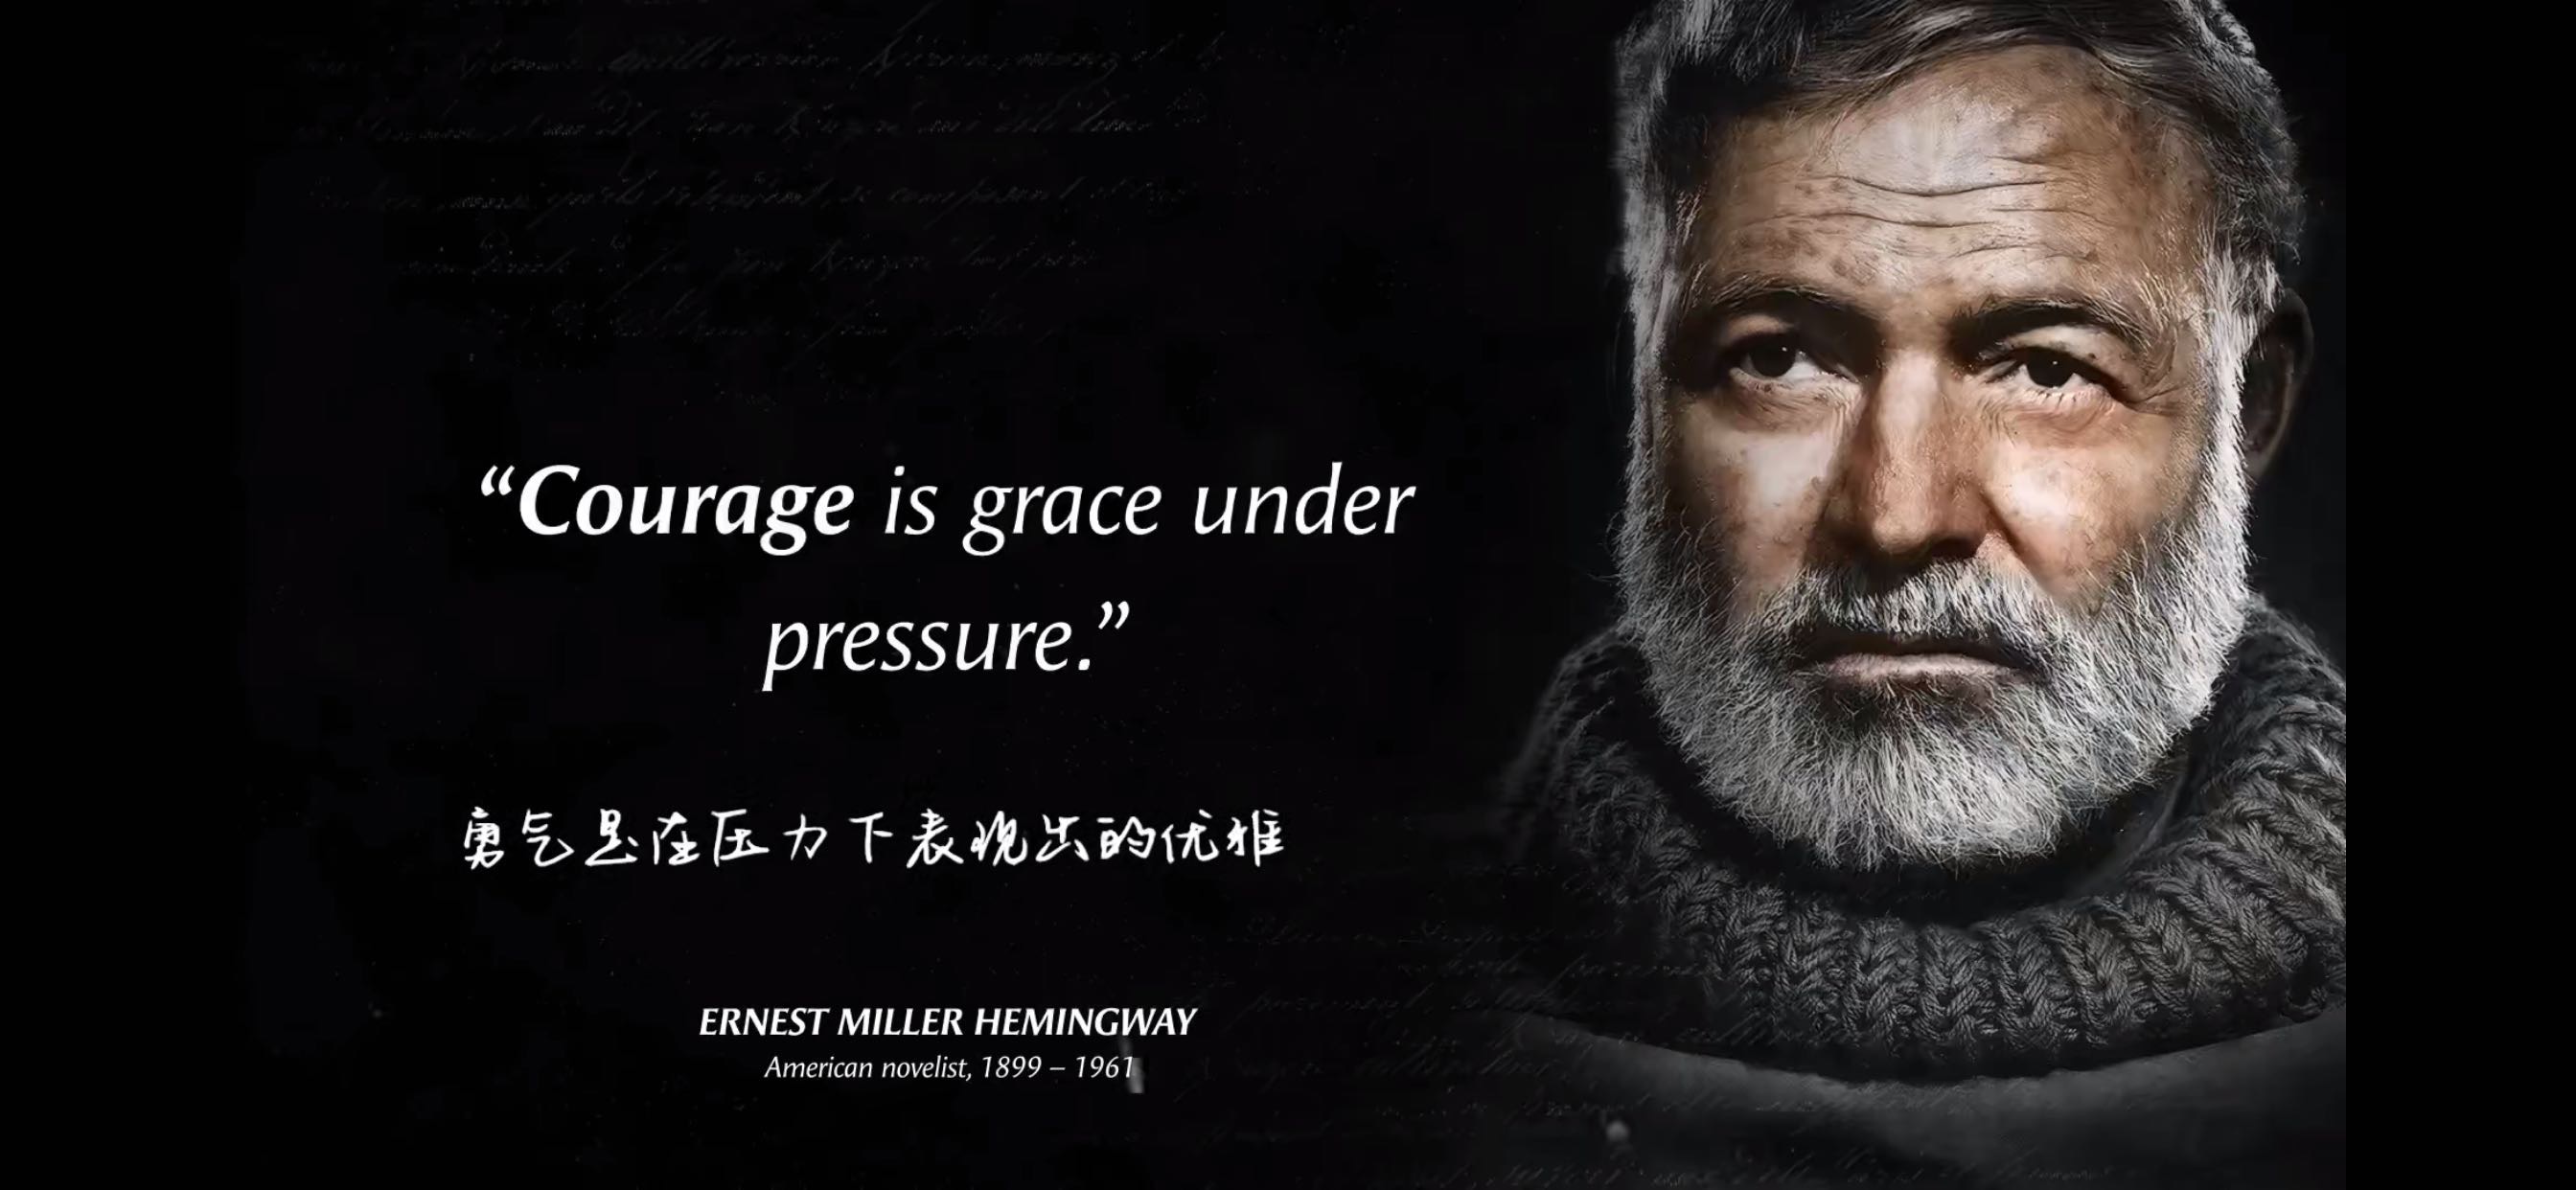 “Courage is grace under
pressure.”
勇气是在压力下表现出的优雅
ERNEST MILLER HEMINGWAY
American novelist, 1899 – 1961